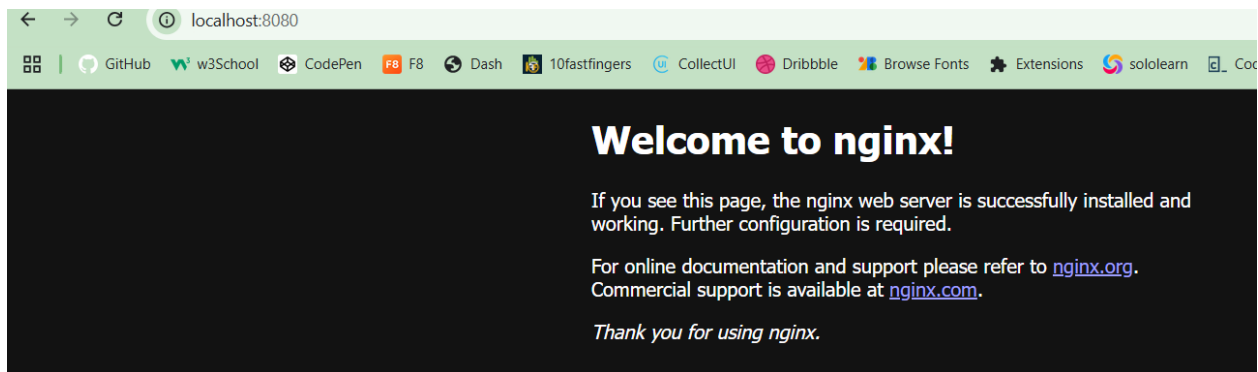 localhost:8080
GitHub w3School CodePen F8 F8 Dash 10fastfingers UI CollectUI Dribbble Browse Fonts Extensions sololearn
Welcome to nginx!
If you see this page, the nginx web server is successfully installed and
working. Further configuration is required.
For online documentation and support please refer to nginx.org.
Commercial support is available at nginx.com.
Thank you for using nginx.